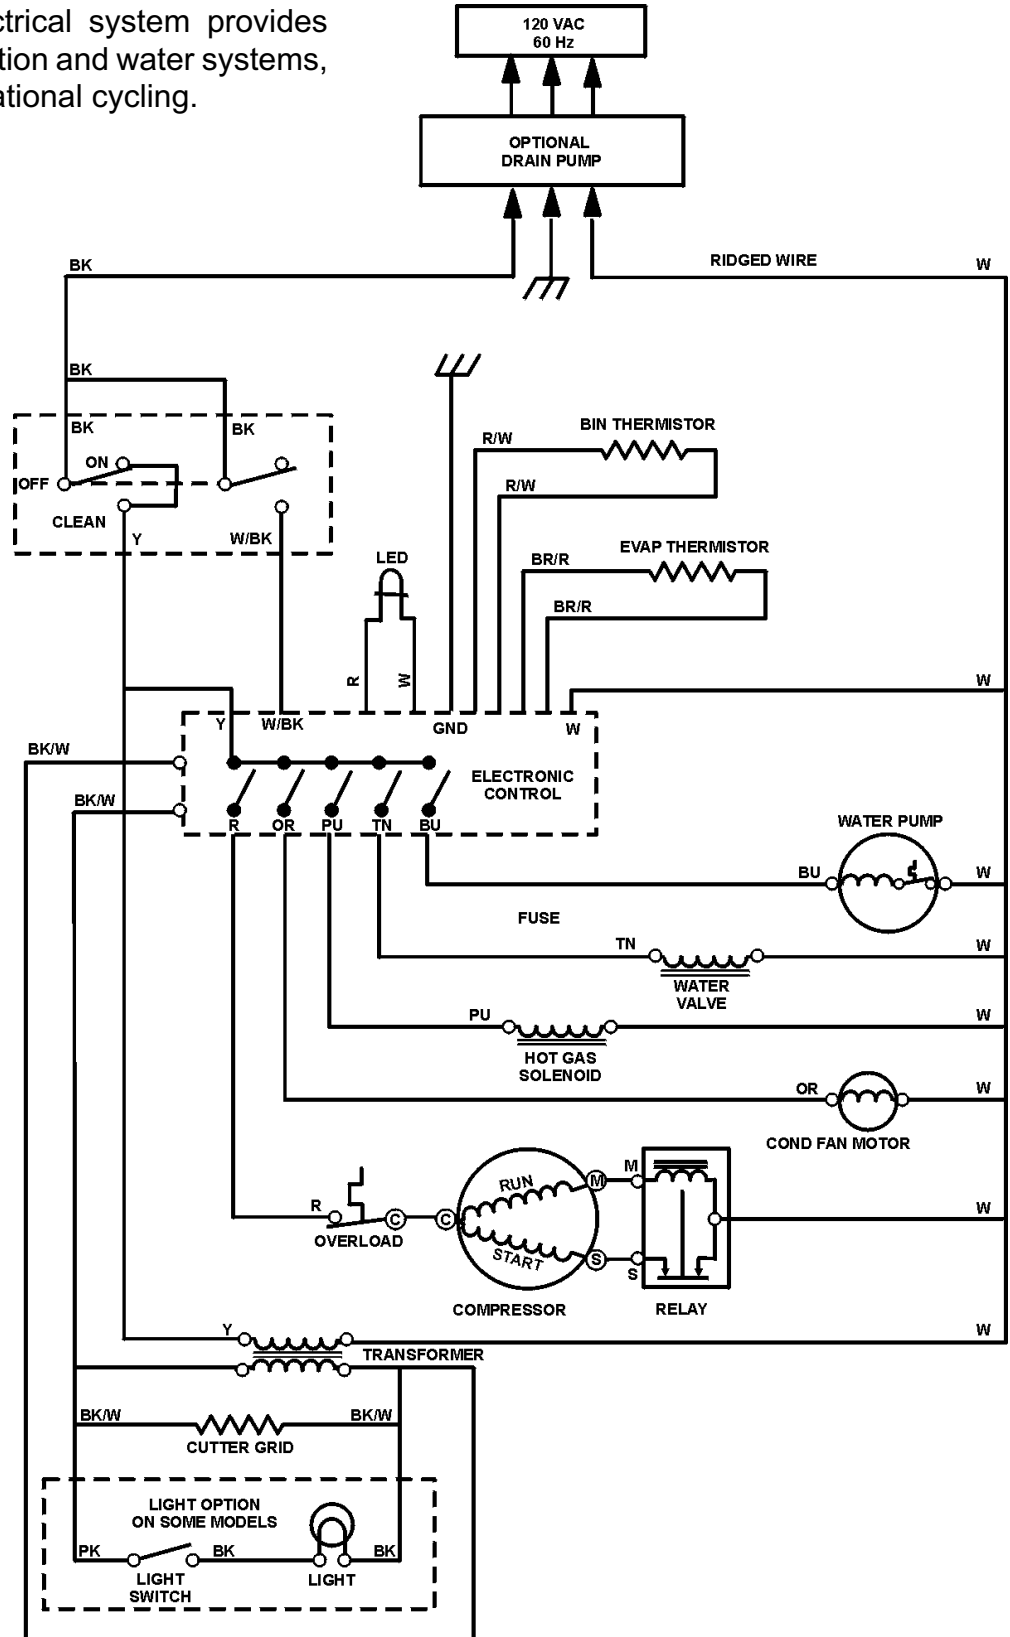 ctrical system provides
tion and water systems,
ational cycling.
120 VAC
60 Hz
OPTIONAL
DRAIN PUMP
BK
RIDGED WIRE
W
BK
BK
BK
ON
OFF
CLEAN
Y
W/BK
BIN THERMISTOR
R/W
R/W
EVAP THERMISTOR
BR/R
BR/R
LED
R
W
W
Y
W/BK
GND
W
BK/W
BK/W
ELECTRONIC
CONTROL
R
OR
PU
TN
BU
WATER PUMP
BU
W
FUSE
TN
W
WATER
VALVE
PU
W
HOT GAS
SOLENOID
OR
W
COND FAN MOTOR
R
C
C
OVERLOAD
RUN
START
M
M
S
S
W
COMPRESSOR
RELAY
Y
W
TRANSFORMER
BK/W
BK/W
CUTTER GRID
LIGHT OPTION
ON SOME MODELS
PK
BK
BK
LIGHT
SWITCH
LIGHT